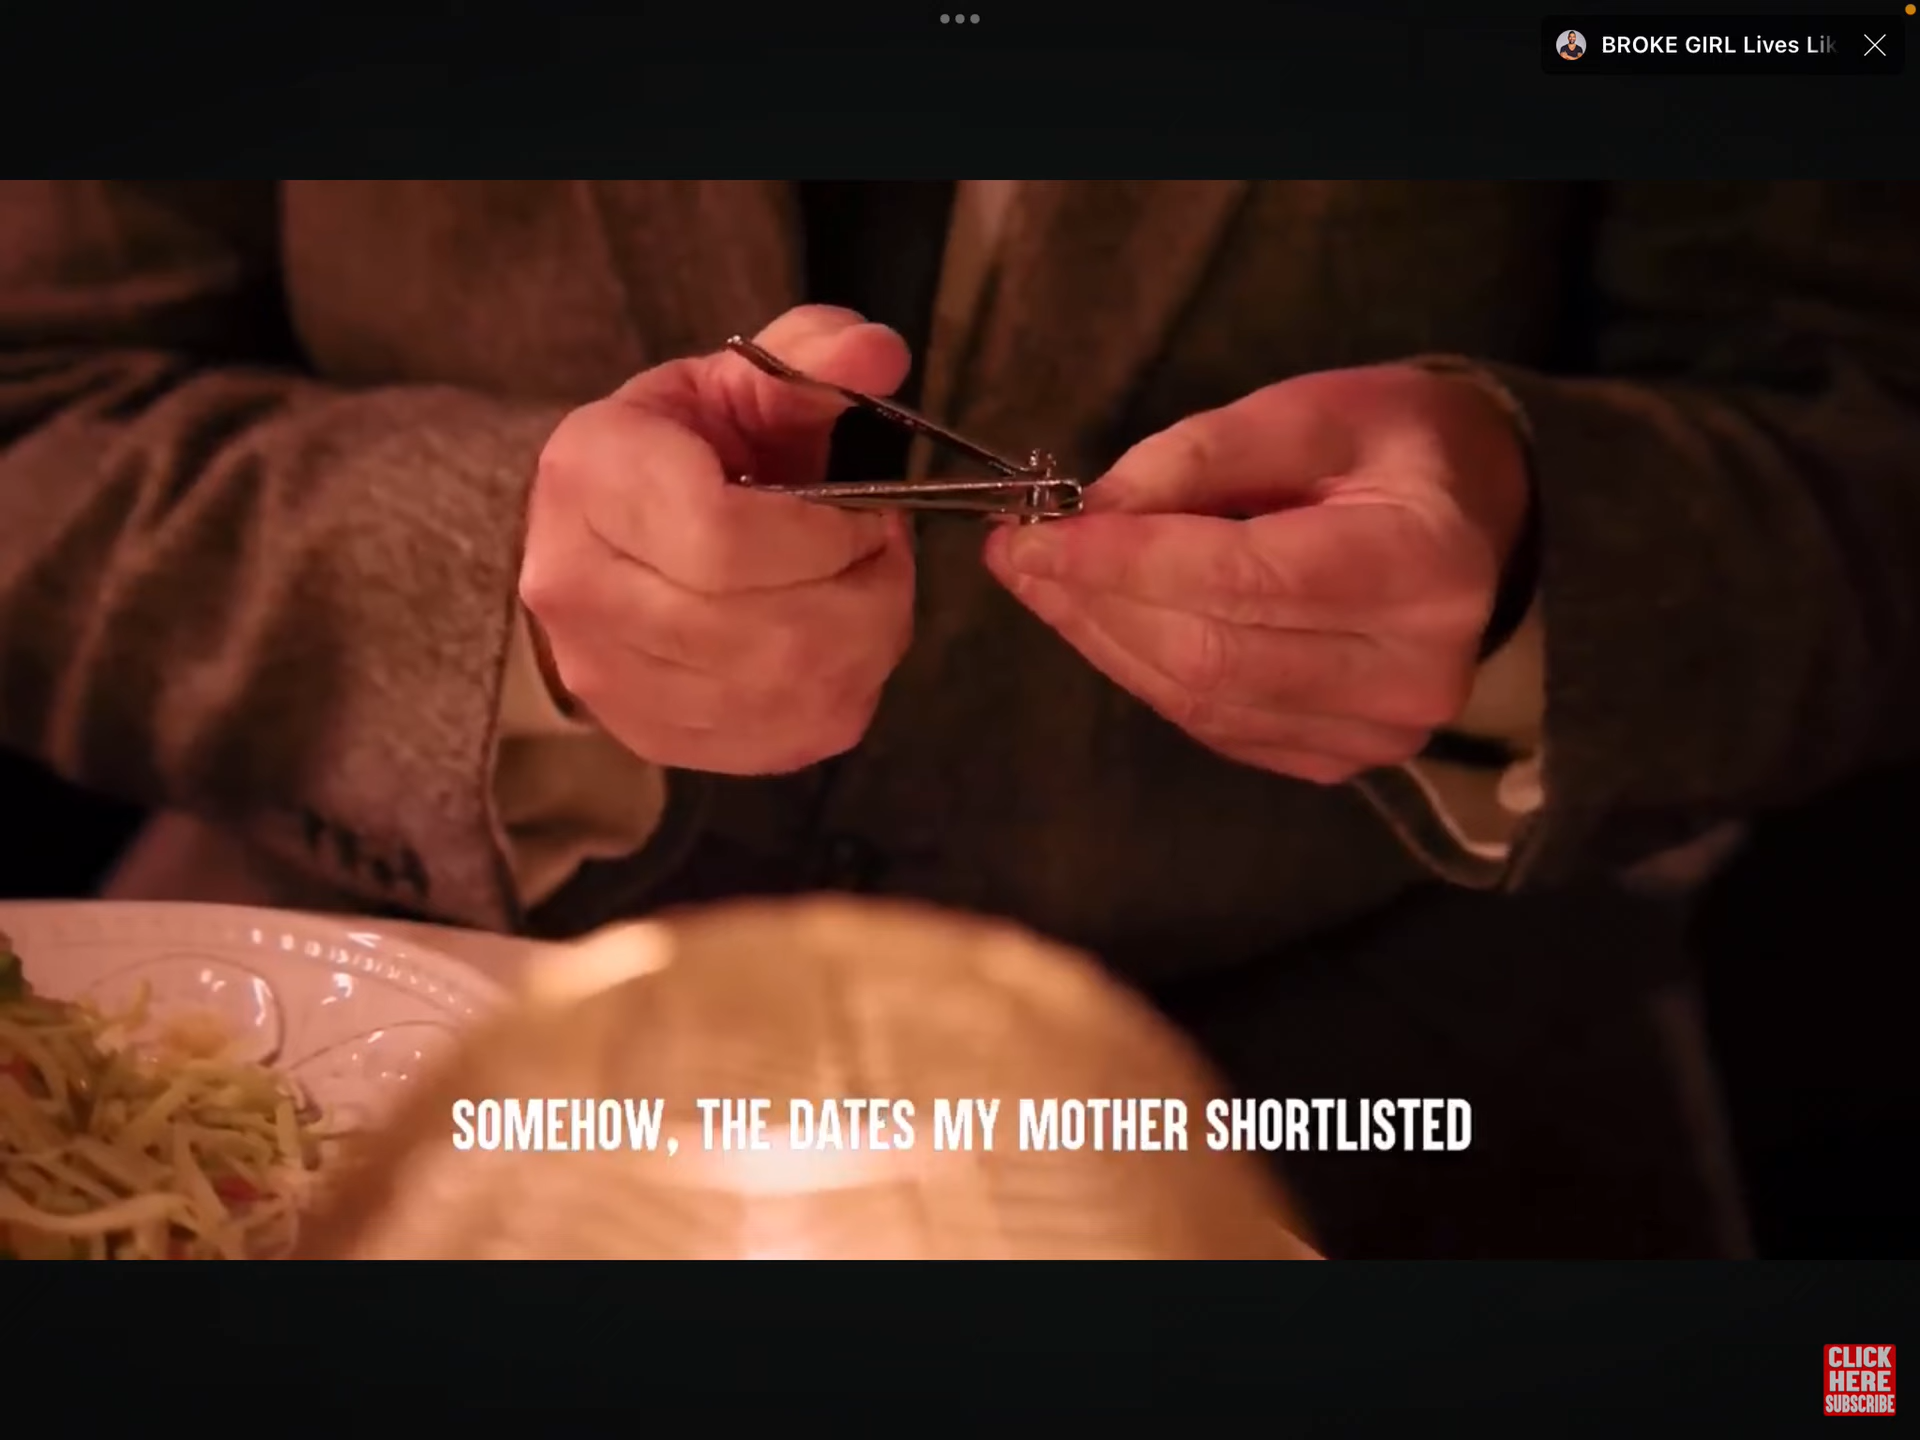 BROKE GIRL Lives Lik
SOMEHOW, THE DATES MY MOTHER SHORTLISTED
CLICK
HERE
SUBSCRIBE